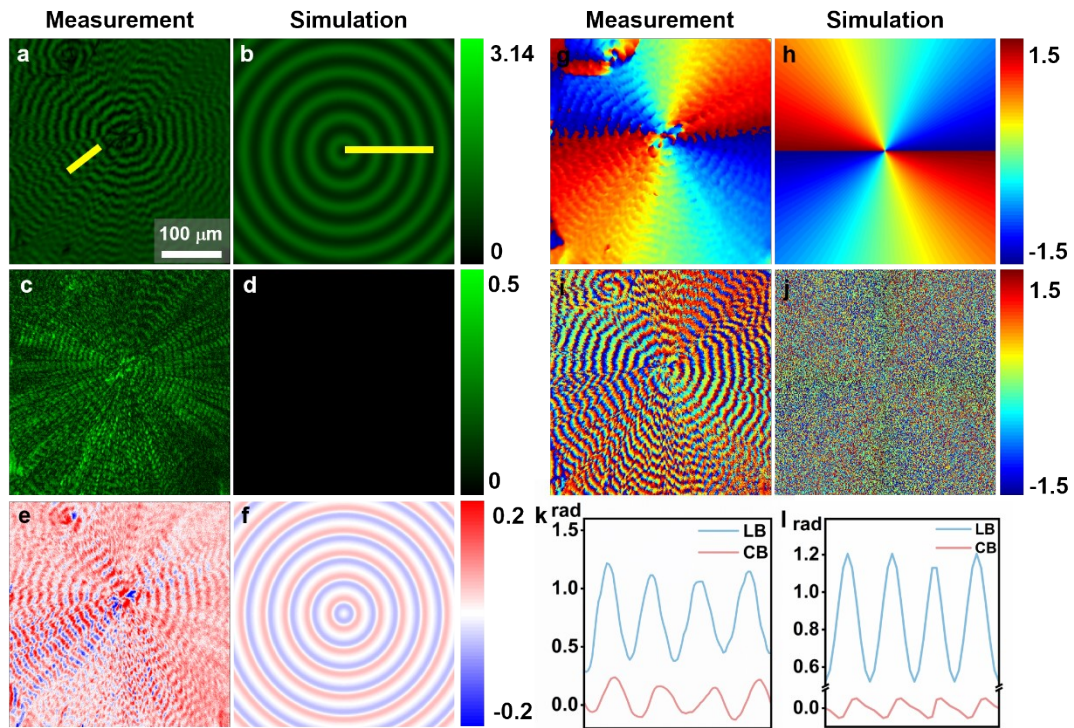 Measurement Simulation Measurement Simulation
a b 3.14 g h 1.5
100 μm 0 -1.5
c d 0.5 i j 1.5
0 -1.5
e f 0.2 k rad l rad
1.5 LB LB
CB CB
1.2
1.0 1.0
0.8
0.5 0.6
0.0 0.0
-0.2